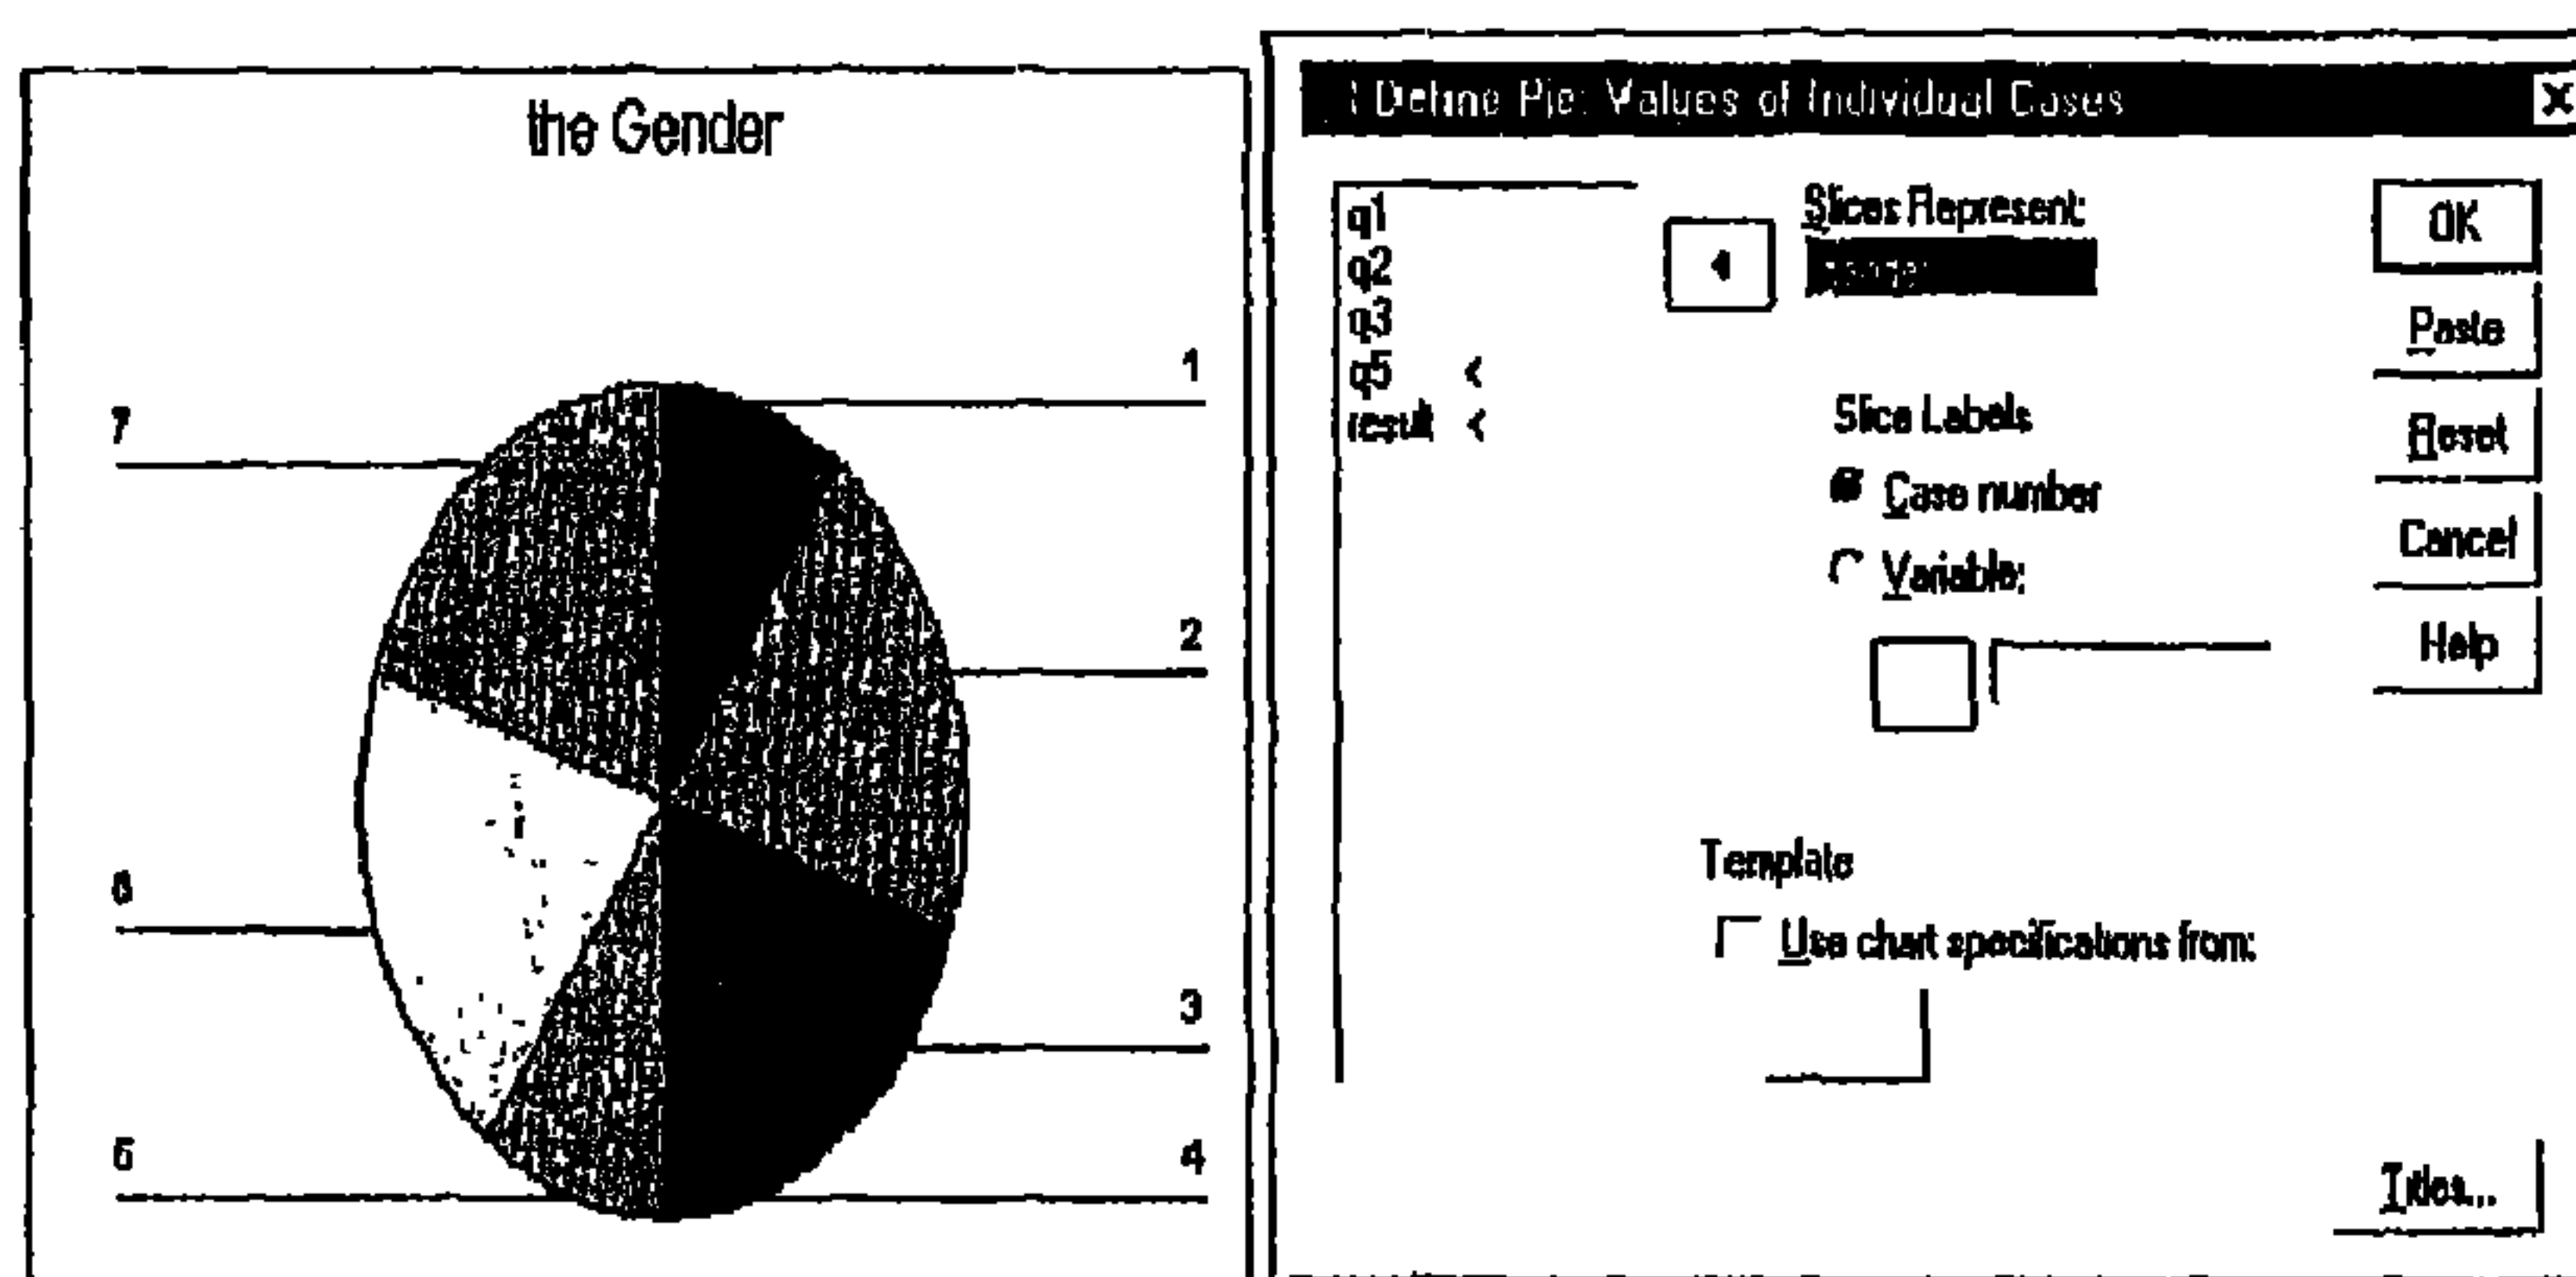 the Gender
1
7
2
6
3
5
4
Define Pie: Values of Individual Cases
q1
q2
q3
q5 <
result <
Slices Represent:
Slice Labels
Case number
Variable:
Template
Use chart specifications from:
OK
Paste
Reset
Cancel
Help
Titles...